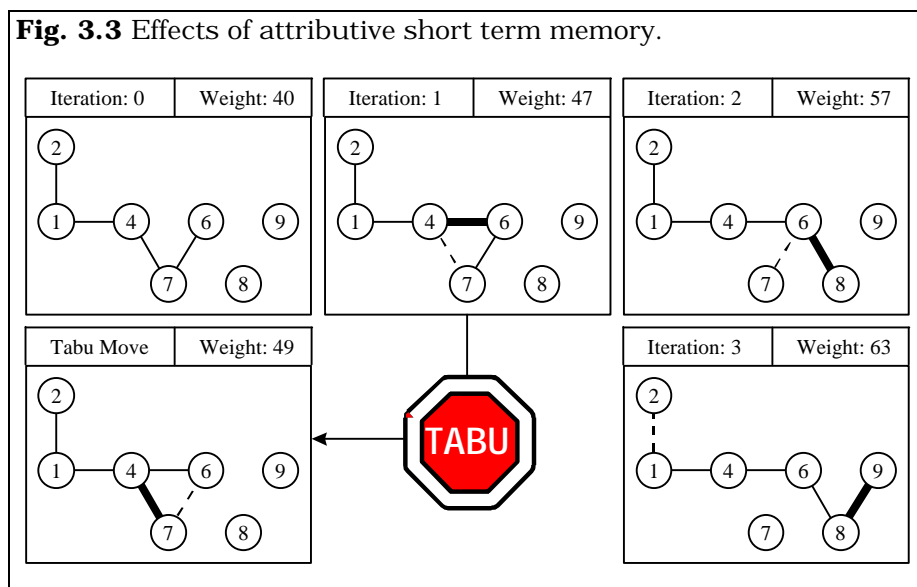 Fig. 3.3 Effects of attributive short term memory.
Iteration: 0 Weight: 40
2
1 4 6 9
7 8
Iteration: 1 Weight: 47
2
1 4 6 9
7 8
Iteration: 2 Weight: 57
2
1 4 6 9
7 8
Tabu Move Weight: 49
2
1 4 6 9
7 8
TABU
Iteration: 3 Weight: 63
2
1 4 6 9
7 8